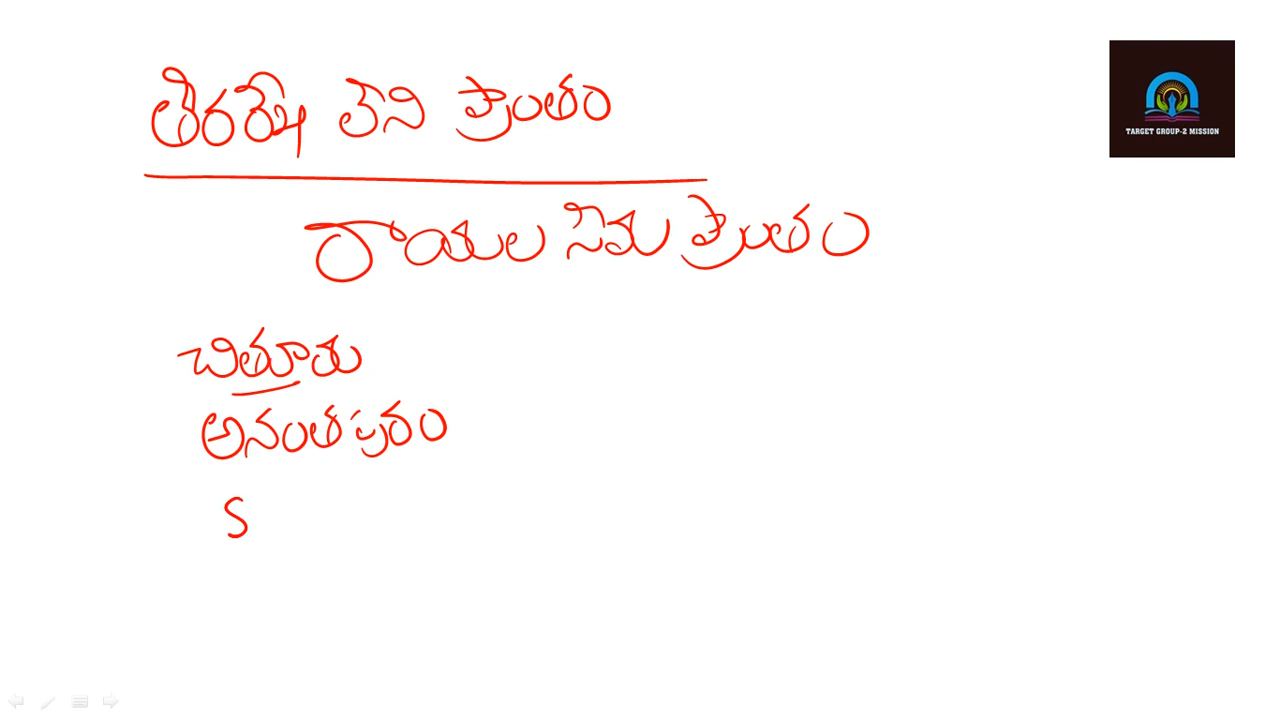 తీరరేఖ లేని ప్రాంతం
TARGET GROUP-2 MISSION
రాయల సీమ ప్రాంతం
చిత్తూరు
అనంతపురం
S